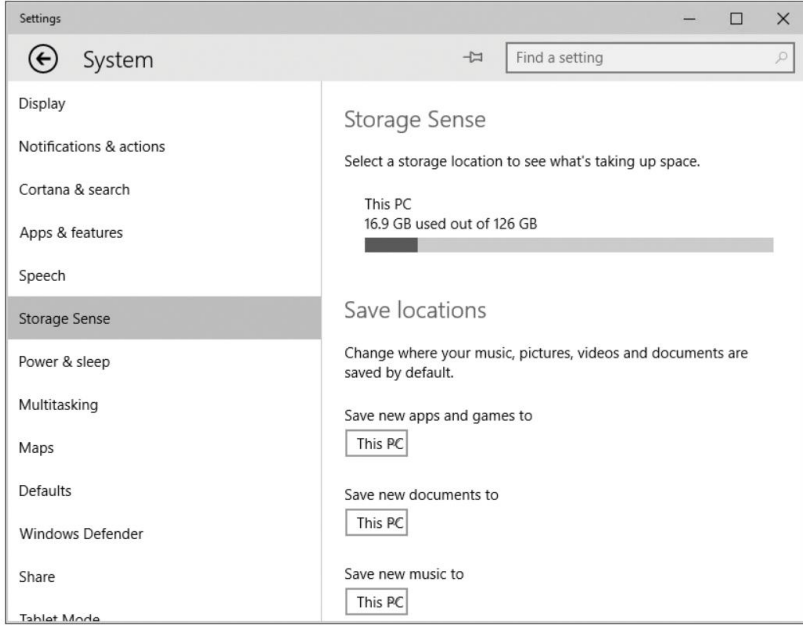 Settings
System
Find a setting
Display
Notifications & actions
Cortana & search
Apps & features
Speech
Storage Sense
Power & sleep
Multitasking
Maps
Defaults
Windows Defender
Share
Tablet Mode
Storage Sense
Select a storage location to see what's taking up space.
This PC
16.9 GB used out of 126 GB
Save locations
Change where your music, pictures, videos and documents are
saved by default.
Save new apps and games to
This PC
Save new documents to
This PC
Save new music to
This PC